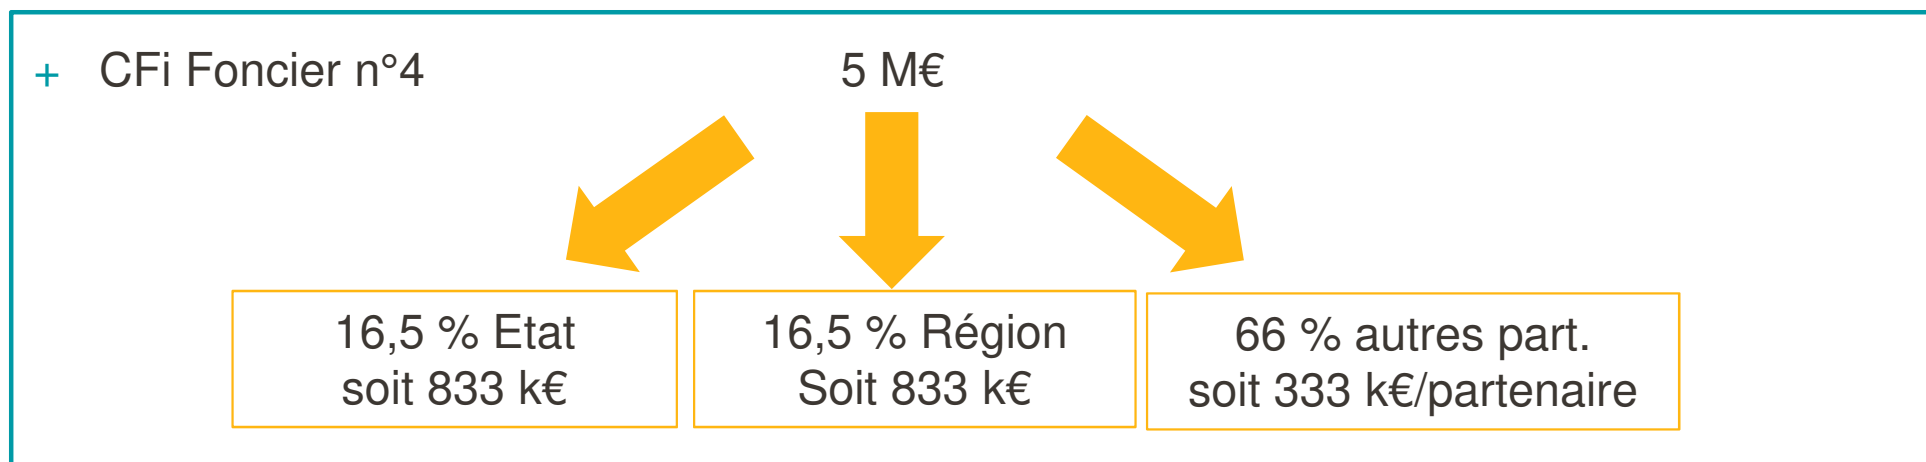 + CFi Foncier n°4
5 M€
16,5 % Etat
soit 833 k€
16,5 % Région
Soit 833 k€
66 % autres part.
soit 333 k€/partenaire